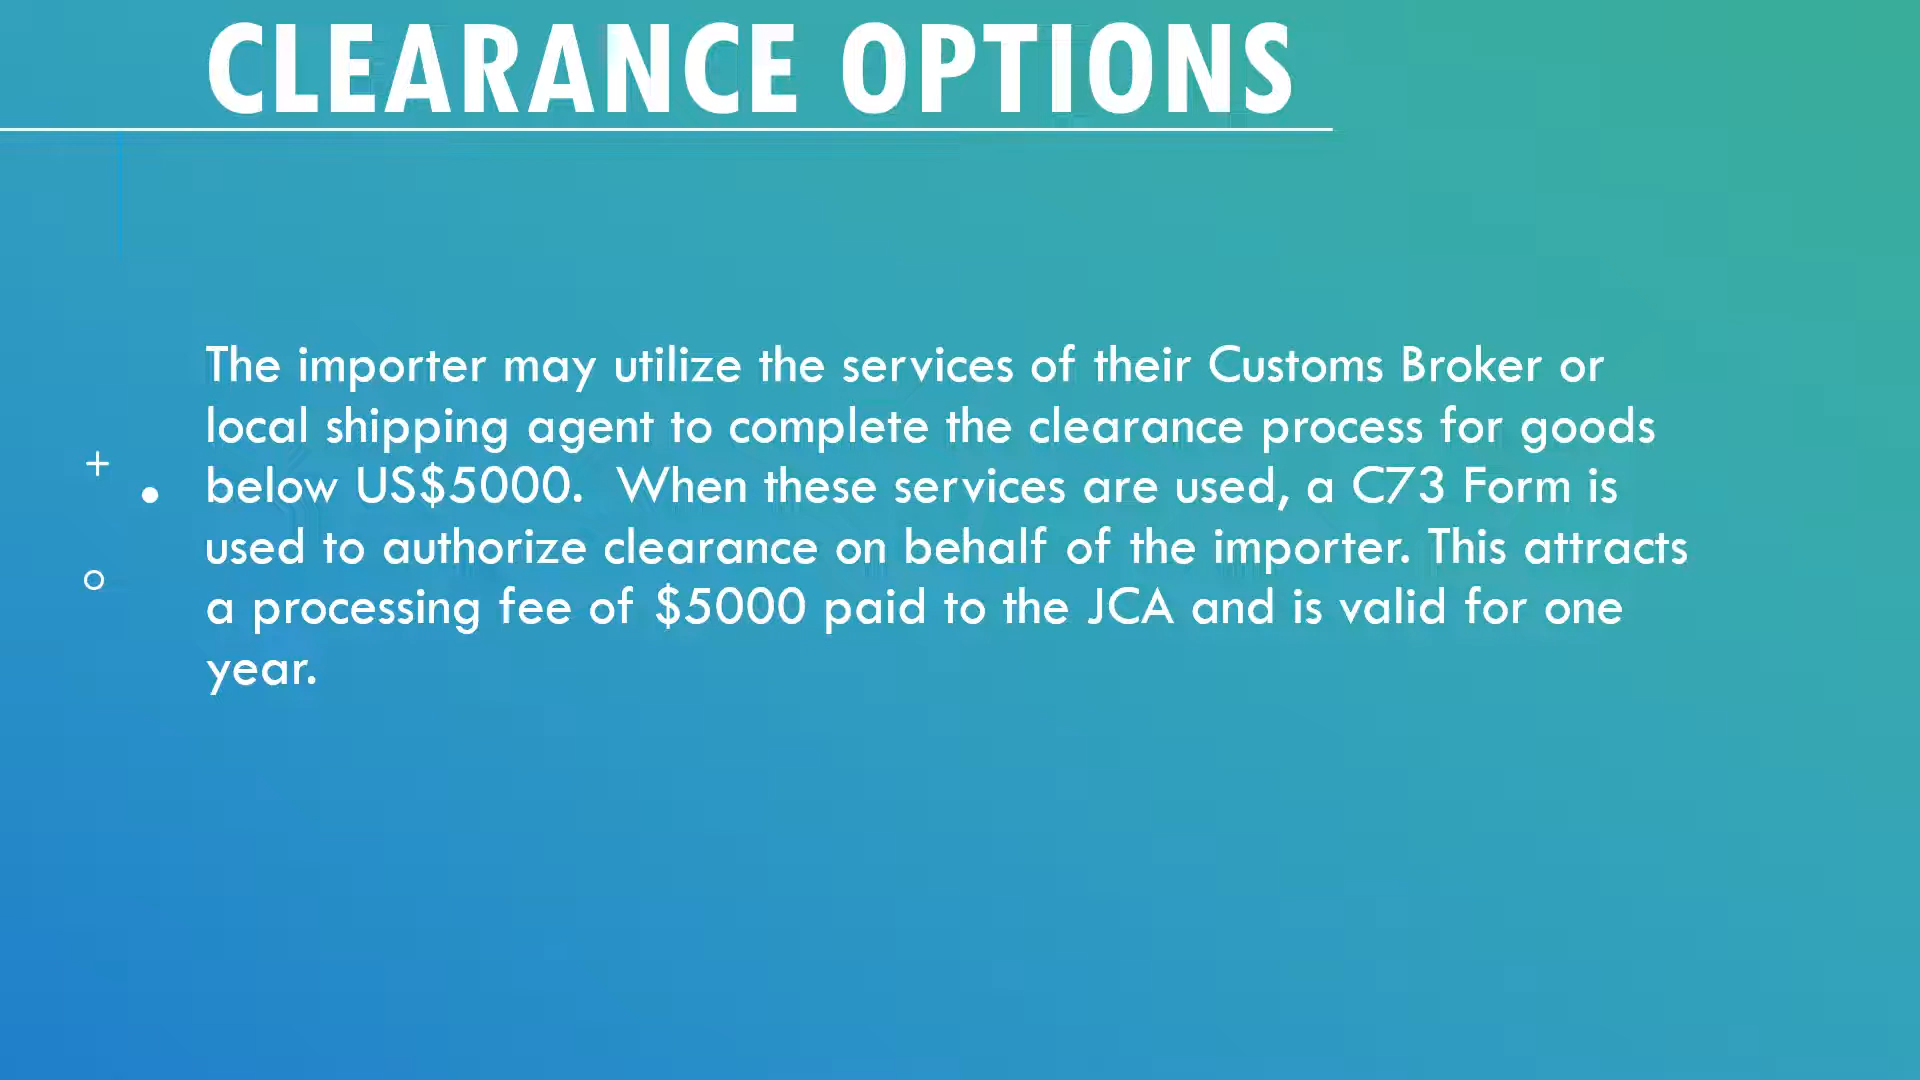 CLEARANCE OPTIONS
The importer may utilize the services of their Customs Broker or
local shipping agent to complete the clearance process for goods
below US$5000.  When these services are used, a C73 Form is
used to authorize clearance on behalf of the importer. This attracts
a processing fee of $5000 paid to the JCA and is valid for one
year.